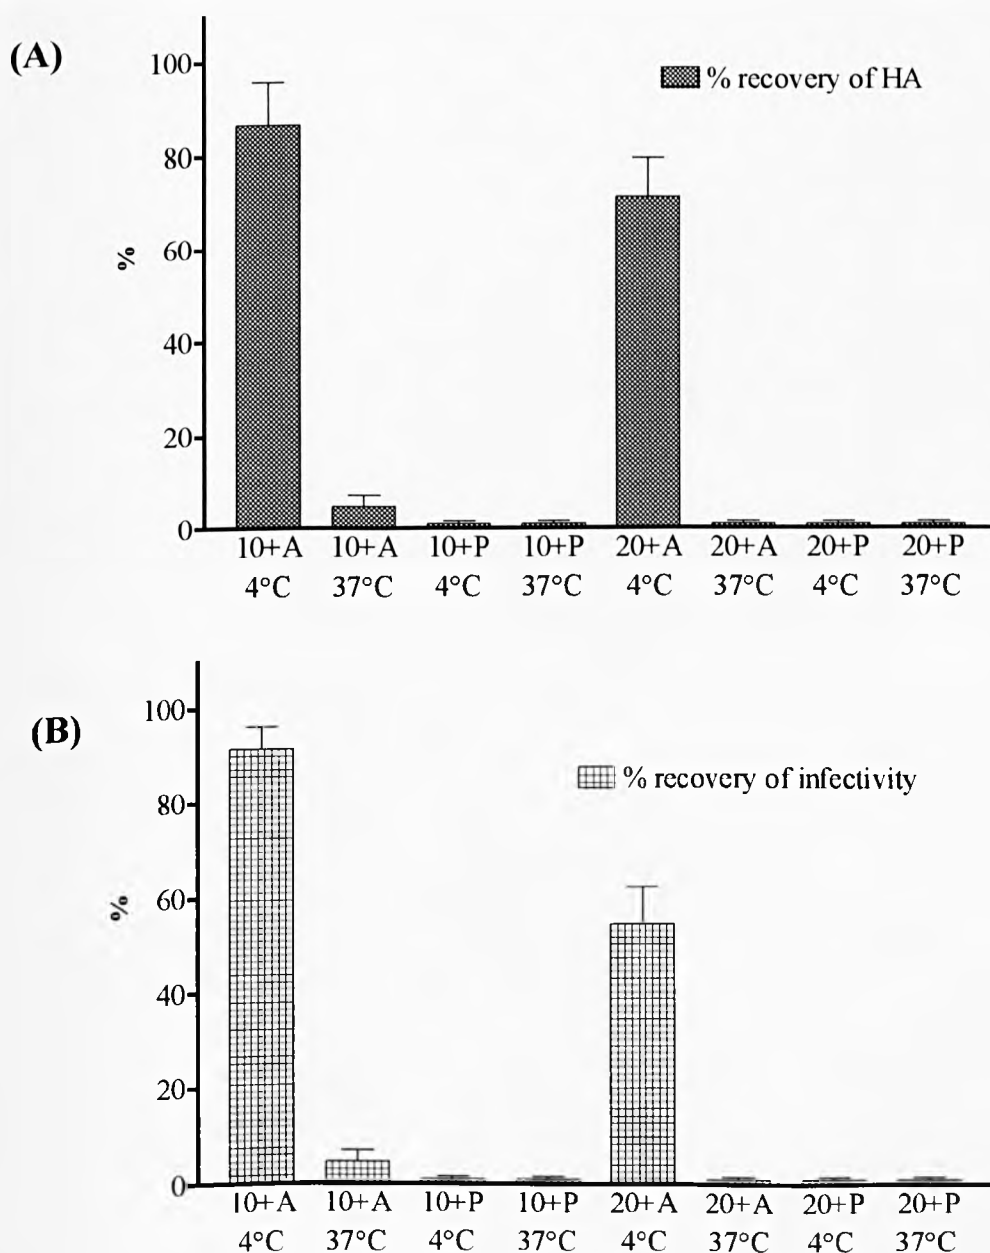 (A)
% recovery of HA
%
100
80
60
40
20
0
10+A 10+A 10+P 10+P 20+A 20+A 20+P 20+P
4°C 37°C 4°C 37°C 4°C 37°C 4°C 37°C
(B)
% recovery of infectivity
%
100
80
60
40
20
0
10+A 10+A 10+P 10+P 20+A 20+A 20+P 20+P
4°C 37°C 4°C 37°C 4°C 37°C 4°C 37°C